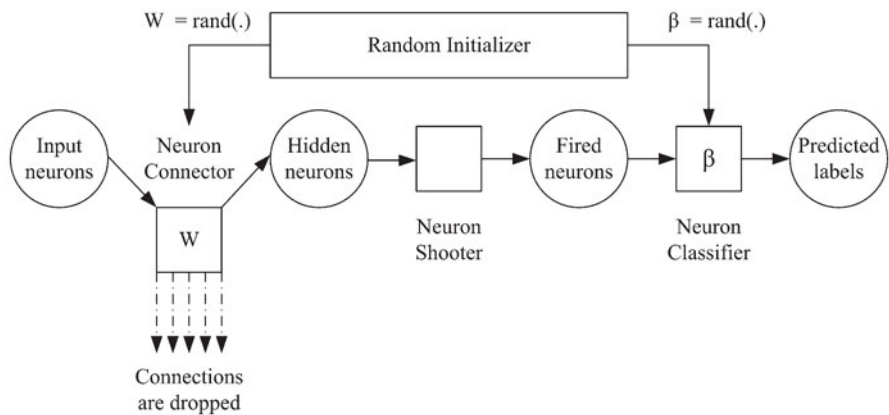 W = rand(.)
Random Initializer
β = rand(.)
Input
neurons
Neuron
Connector
Hidden
neurons
Fired
neurons
β
Predicted
labels
W
Neuron
Shooter
Neuron
Classifier
Connections
are dropped